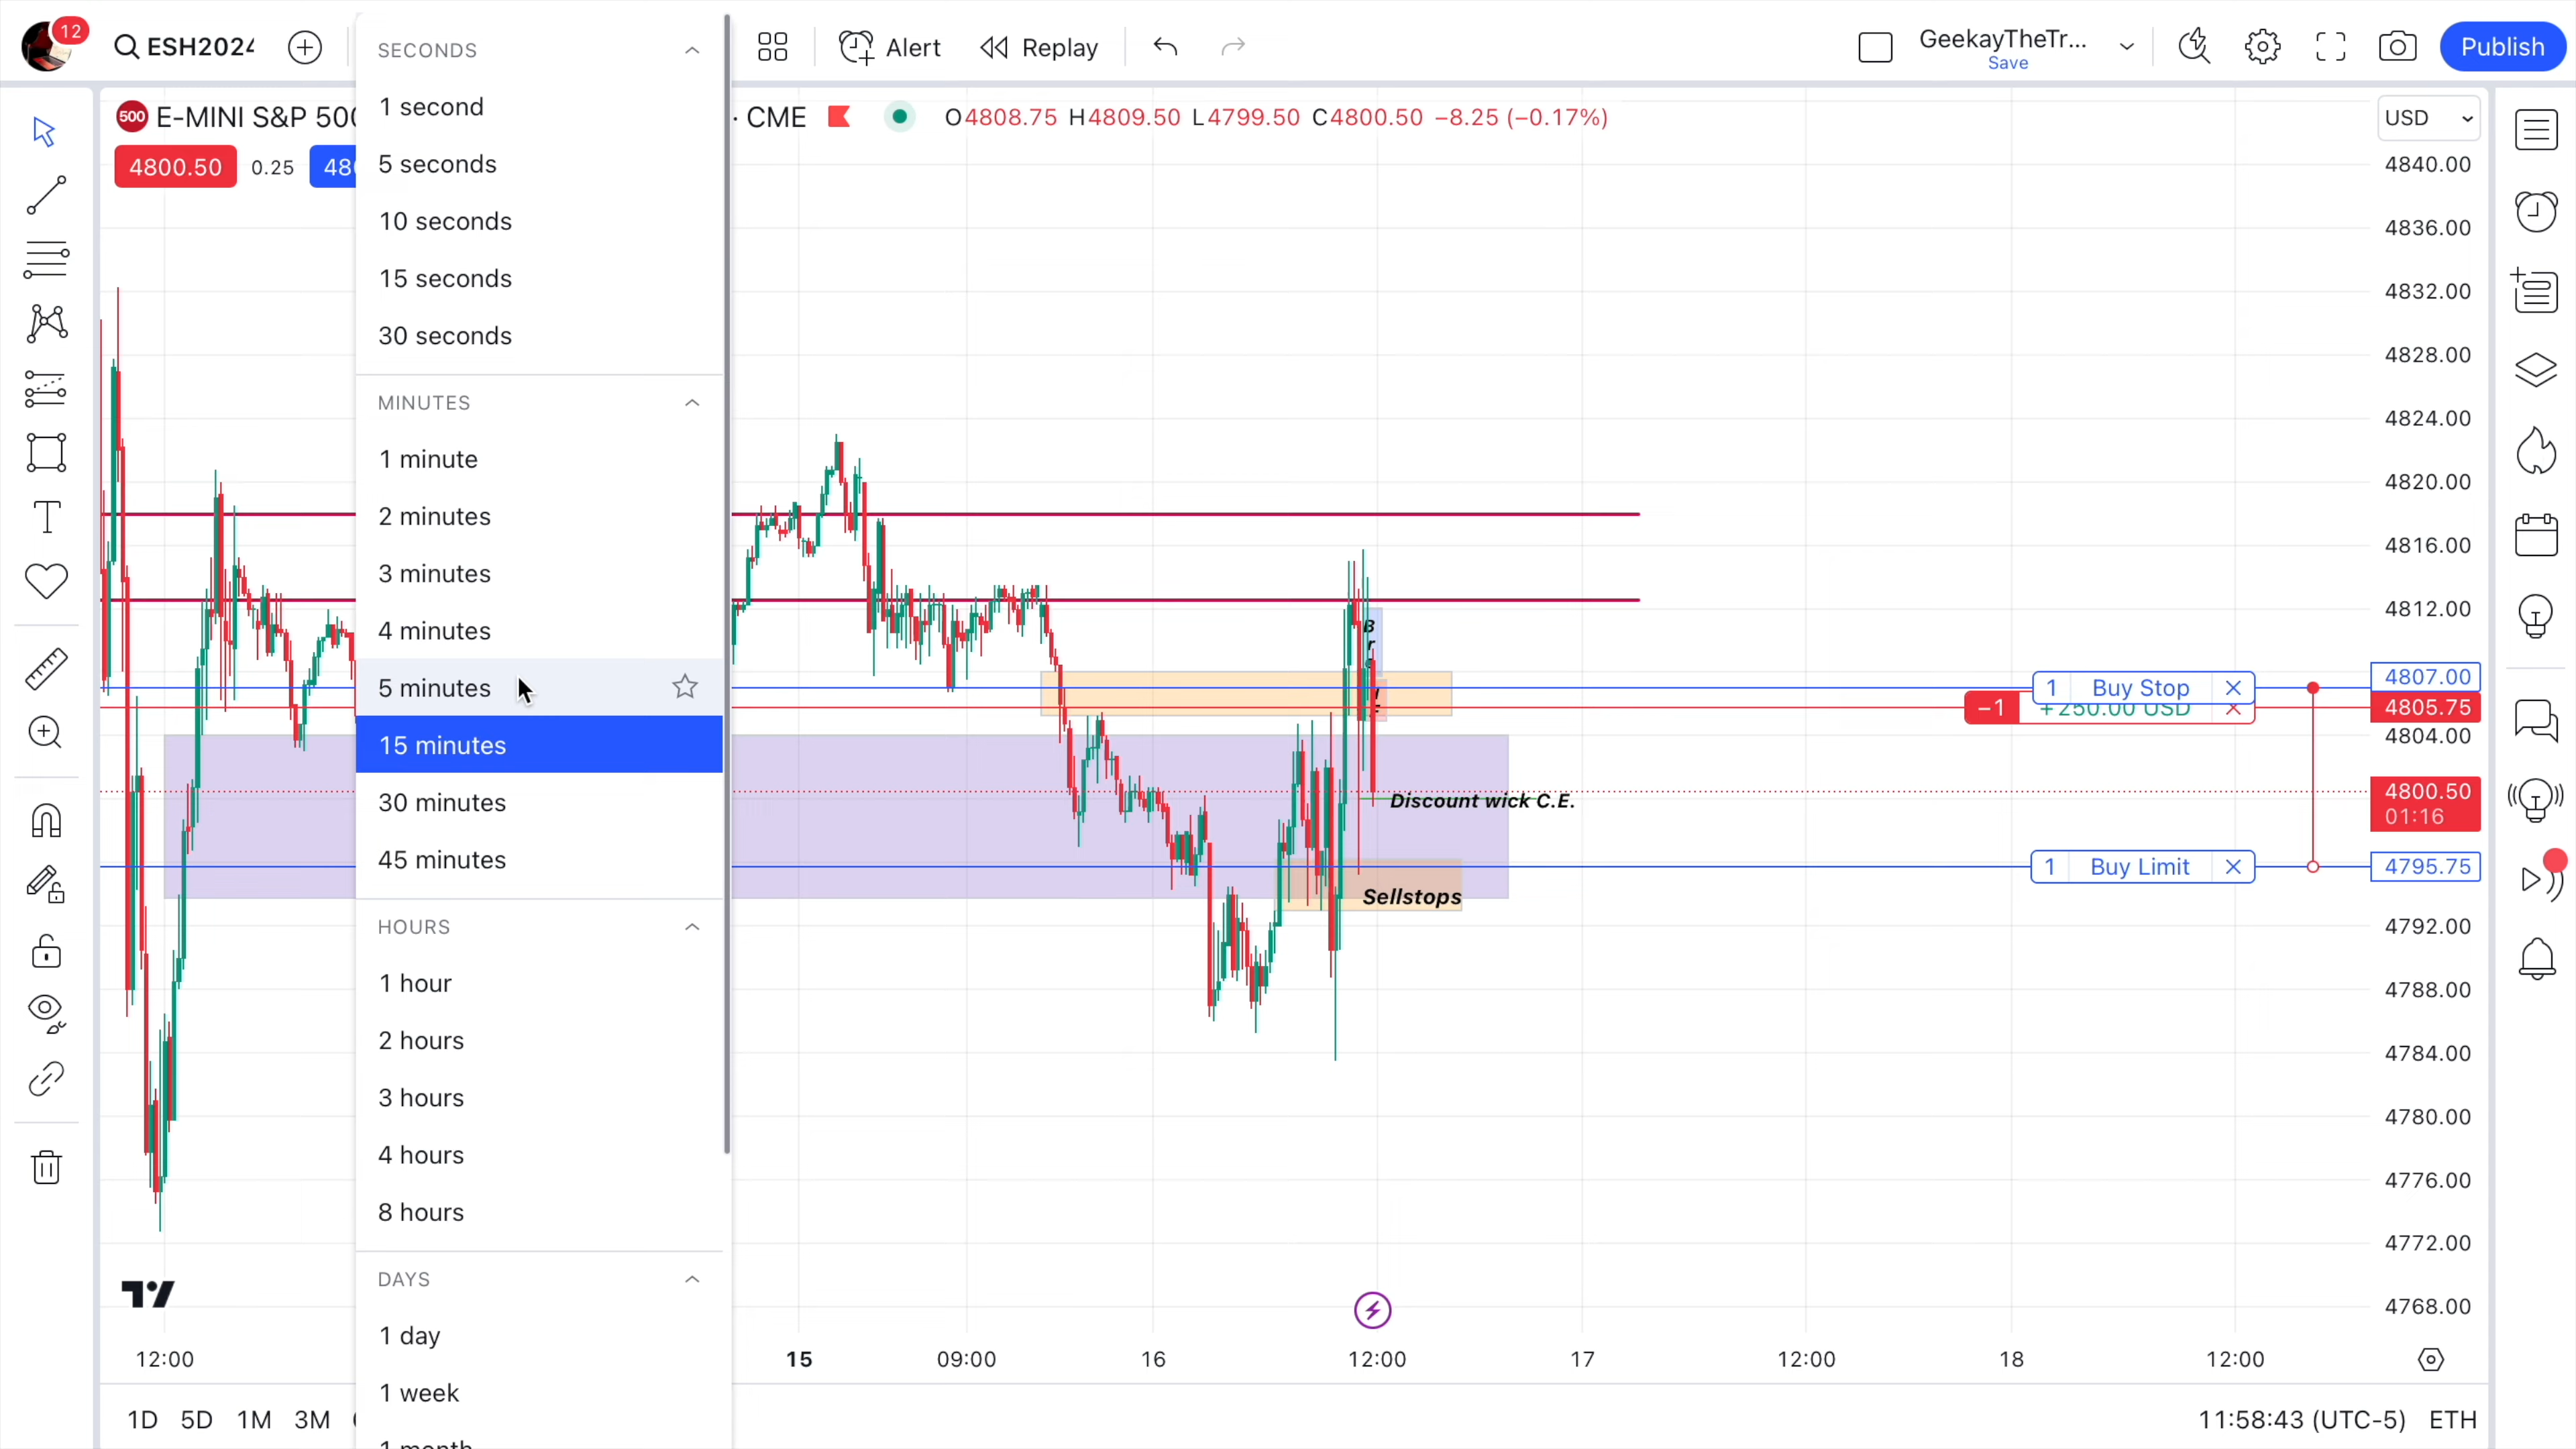 12
ESH2024
Alert
Replay
GeekayTheTr...
Save
Publish
SECONDS
1 second
5 seconds
10 seconds
15 seconds
30 seconds
MINUTES
1 minute
2 minutes
3 minutes
4 minutes
5 minutes
15 minutes
30 minutes
45 minutes
HOURS
1 hour
2 hours
3 hours
4 hours
8 hours
DAYS
1 day
1 week
1 month
500 E-MINI S&P 500
· CME
O4808.75 H4809.50 L4799.50 C4800.50 −8.25 (−0.17%)
4800.50 0.25 480
USD
4840.00
4836.00
4832.00
4828.00
4824.00
4820.00
4816.00
4812.00
4807.00
4805.75
4804.00
4800.50
01:16
4795.75
4792.00
4788.00
4784.00
4780.00
4776.00
4772.00
4768.00
1 Buy Stop
−1 +250.00 USD
1 Buy Limit
Discount wick C.E.
Sellstops
12:00 15 09:00 16 12:00 17 12:00 18 12:00
1D 5D 1M 3M
11:58:43 (UTC-5) ETH